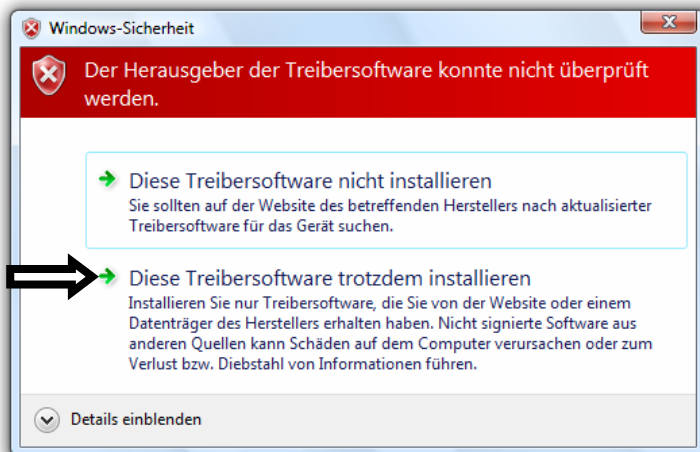 Windows-Sicherheit
Der Herausgeber der Treibersoftware konnte nicht überprüft
werden.
Diese Treibersoftware nicht installieren
Sie sollten auf der Website des betreffenden Herstellers nach aktualisierter
Treibersoftware für das Gerät suchen.
Diese Treibersoftware trotzdem installieren
Installieren Sie nur Treibersoftware, die Sie von der Website oder einem
Datenträger des Herstellers erhalten haben. Nicht signierte Software aus
anderen Quellen kann Schäden auf dem Computer verursachen oder zum
Verlust bzw. Diebstahl von Informationen führen.
Details einblenden